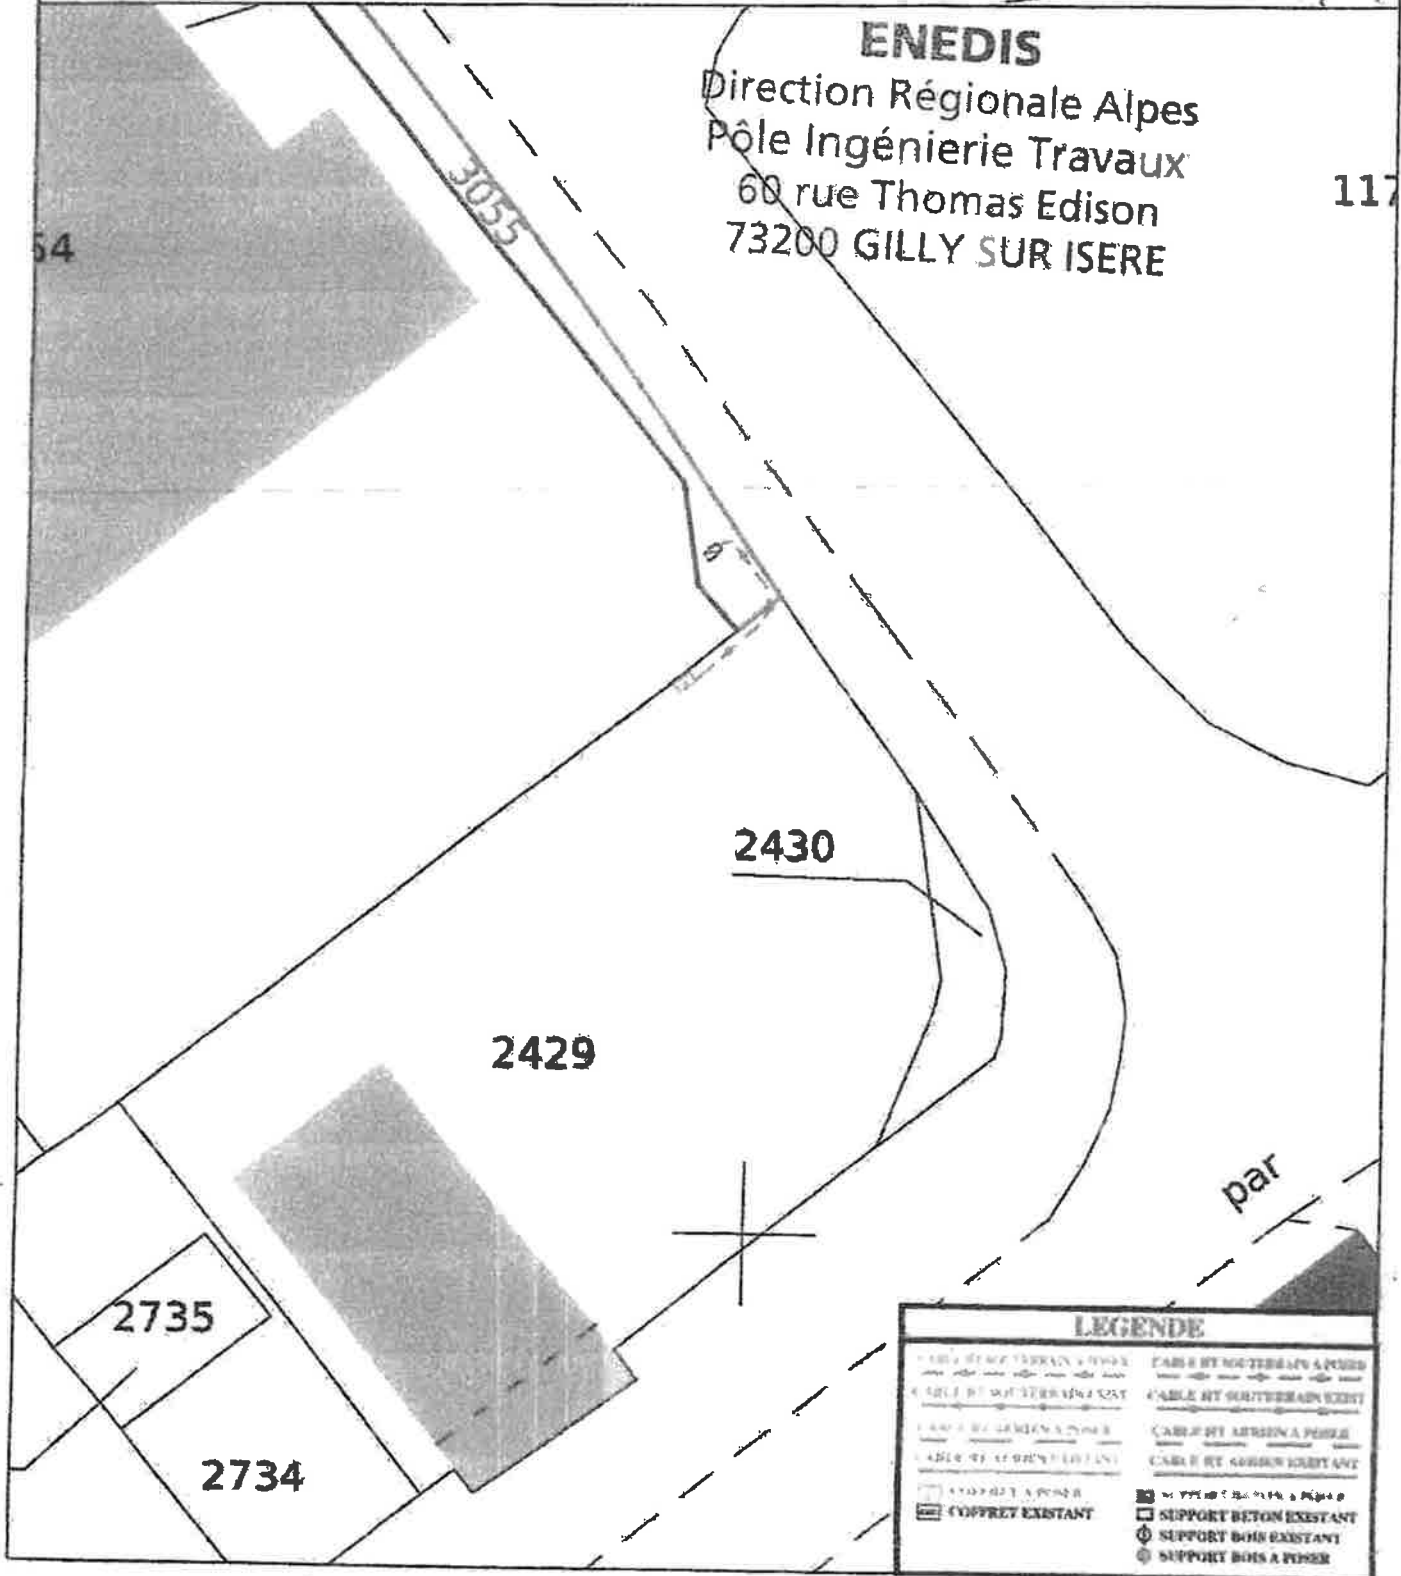 ENEDIS
Direction Régionale Alpes
Pôle Ingénierie Travaux
60 rue Thomas Edison
73200 GILLY SUR ISERE
117
3055
54
2430
2429
par
2735
2734
LEGENDE
CABLE HT SOUTERRAIN A POSER
CABLE HT SOUTERRAIN EXIST
CABLE HT AERIEN A POSER
CABLE HT AERIEN EXISTANT
COFFRET A POSER
COFFRET EXISTANT
SUPPORT BETON EXISTANT
SUPPORT BOIS EXISTANT
SUPPORT BOIS A POSER